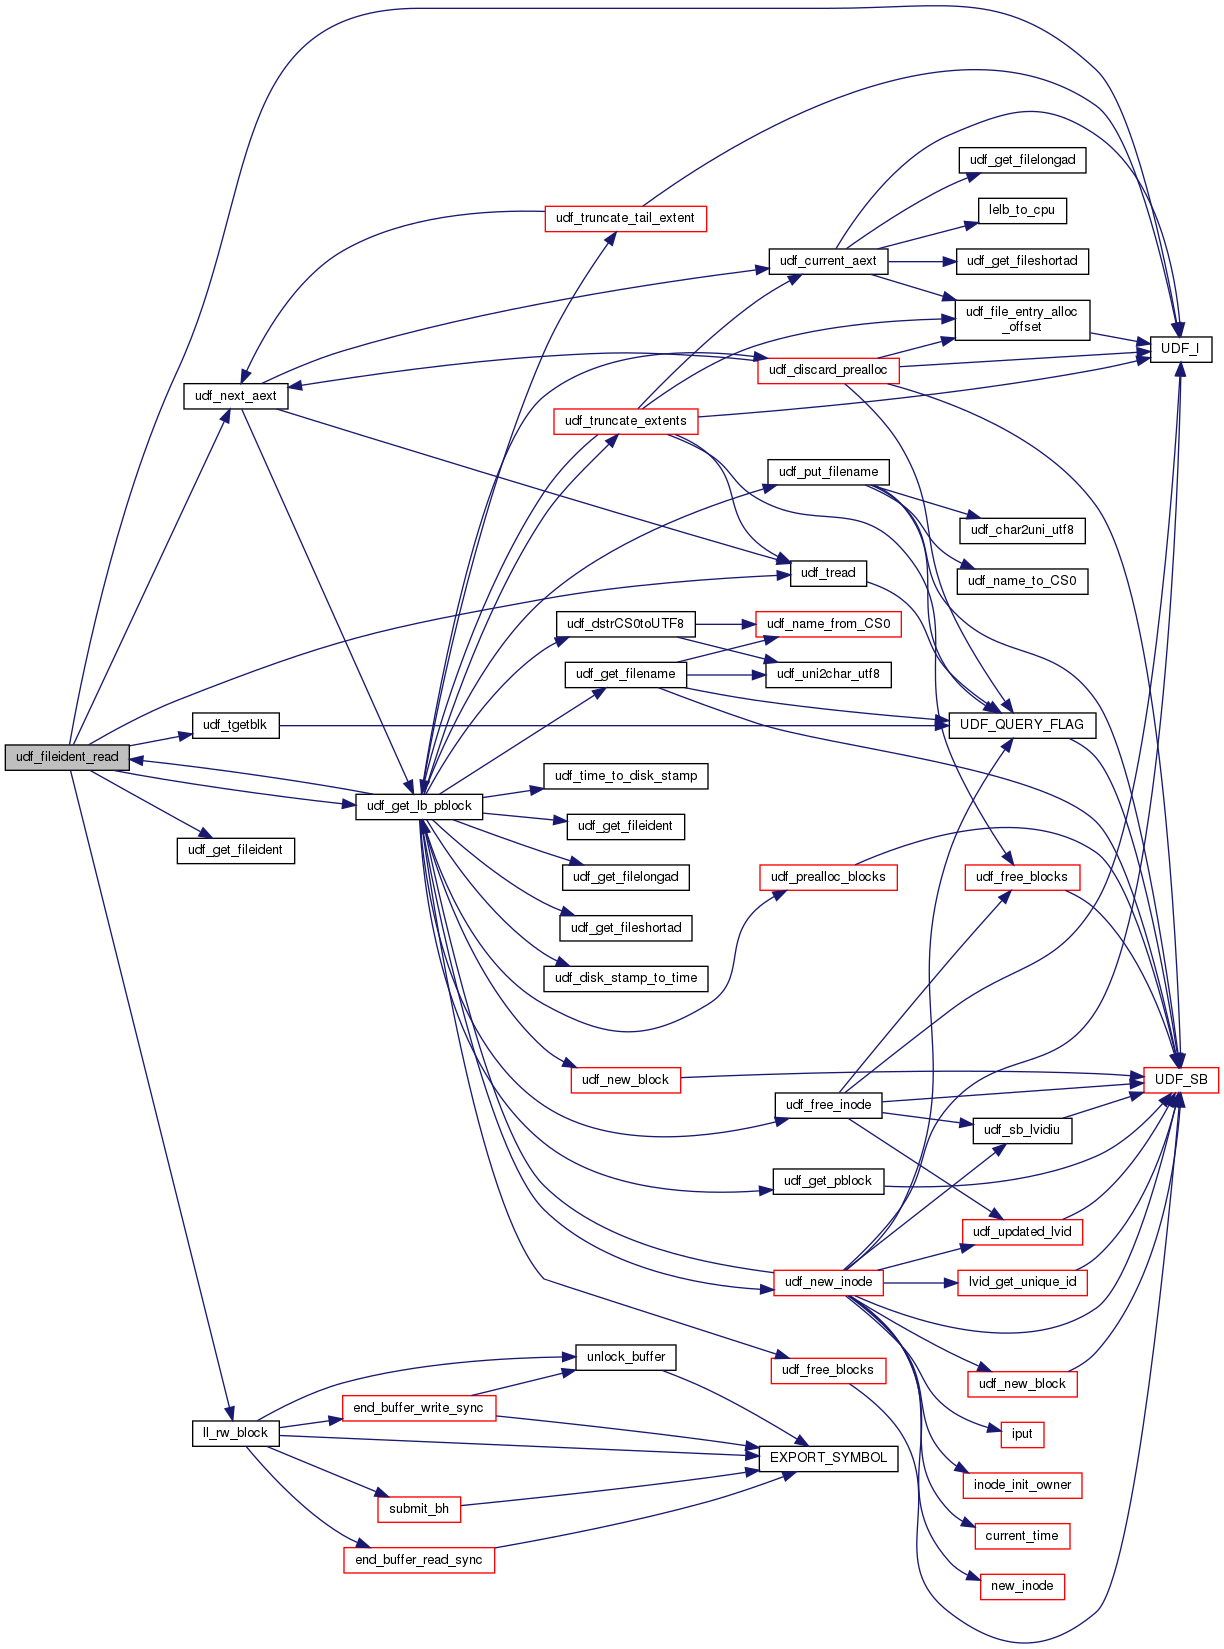 udf_get_filelongad
udf_truncate_tail_extent
lelb_to_cpu
udf_current_aext
udf_get_fileshortad
udf_file_entry_alloc
_offset
UDF_I
udf_discard_prealloc
udf_next_aext
udf_truncate_extents
udf_put_filename
udf_char2uni_utf8
udf_tread
udf_name_to_CS0
udf_dstrCS0toUTF8
udf_name_from_CS0
udf_get_filename
udf_uni2char_utf8
udf_tgetblk
UDF_QUERY_FLAG
udf_fileident_read
udf_time_to_disk_stamp
udf_get_lb_pblock
udf_get_fileident
udf_get_fileident
udf_get_filelongad
udf_prealloc_blocks
udf_free_blocks
udf_get_fileshortad
udf_disk_stamp_to_time
udf_new_block
UDF_SB
udf_free_inode
udf_sb_lvidiu
udf_get_pblock
udf_updated_lvid
udf_new_inode
lvid_get_unique_id
unlock_buffer
udf_free_blocks
udf_new_block
end_buffer_write_sync
ll_rw_block
iput
EXPORT_SYMBOL
inode_init_owner
submit_bh
current_time
end_buffer_read_sync
new_inode